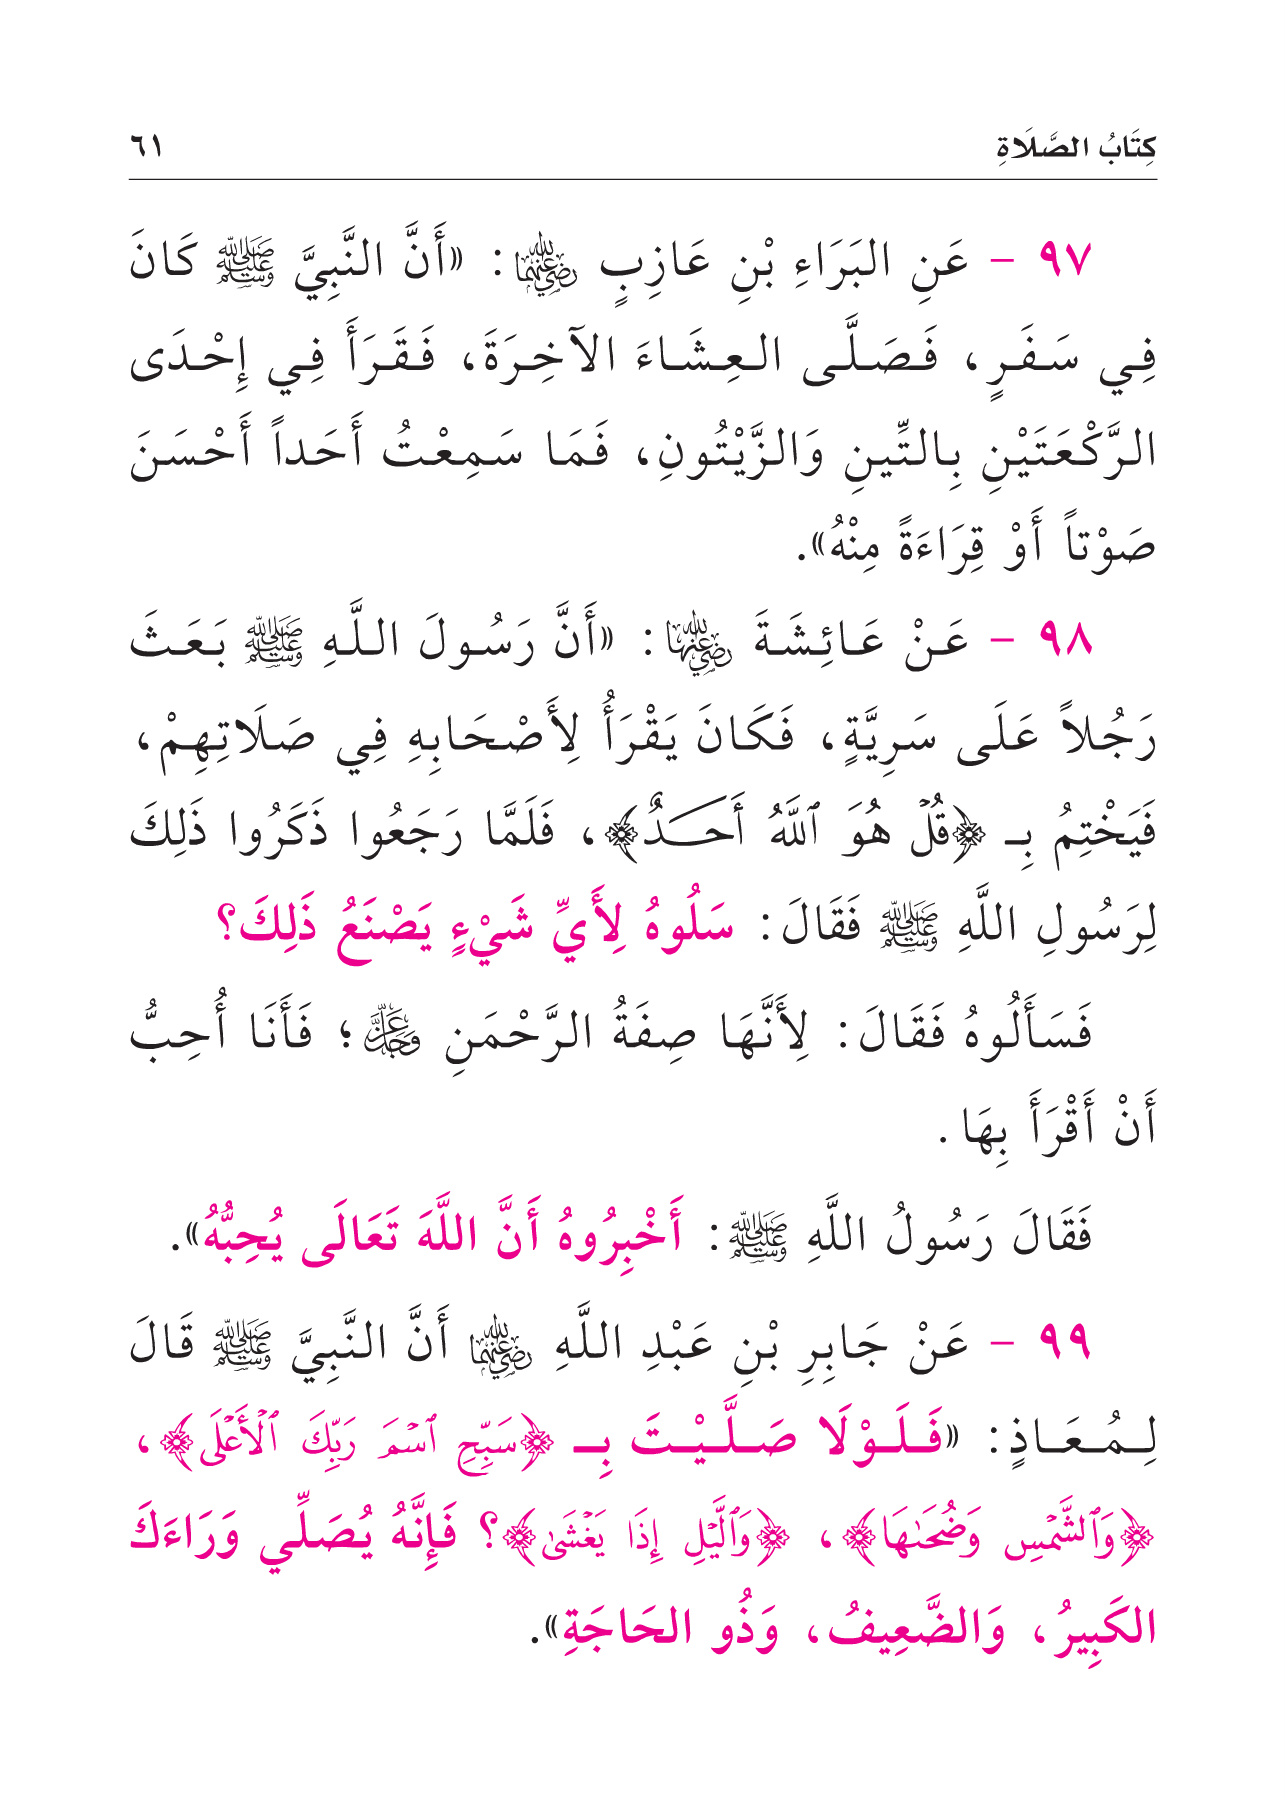 كِتَابُ الصَّلَاةِ ٦١
٩٧ - عَنِ البَرَاءِ بْنِ عَازِبٍ رضي الله عنهما: «أَنَّ النَّبِيَّ ﷺ كَانَ
فِي سَفَرٍ، فَصَلَّى العِشَاءَ الآخِرَةَ، فَقَرَأَ فِي إِحْدَى
الرَّكْعَتَيْنِ بِالتِّينِ وَالزَّيْتُونِ، فَمَا سَمِعْتُ أَحَداً أَحْسَنَ
صَوْتاً أَوْ قِرَاءَةً مِنْهُ».
٩٨ - عَنْ عَائِشَةَ رضي الله عنها: «أَنَّ رَسُولَ اللَّهِ ﷺ بَعَثَ
رَجُلاً عَلَى سَرِيَّةٍ، فَكَانَ يَقْرَأُ لِأَصْحَابِهِ فِي صَلَاتِهِمْ،
فَيَخْتِمُ بِـ ﴿قُلۡ هُوَ ٱللَّهُ أَحَـدٌ﴾، فَلَمَّا رَجَعُوا ذَكَرُوا ذَلِكَ
لِرَسُولِ اللَّهِ ﷺ فَقَالَ: سَلُوهُ لِأَيِّ شَيْءٍ يَصْنَعُ ذَلِكَ؟
فَسَأَلُوهُ فَقَالَ: لِأَنَّهَا صِفَةُ الرَّحْمَنِ عز وجل؛ فَأَنَا أُحِبُّ
أَنْ أَقْرَأَ بِهَا.
فَقَالَ رَسُولُ اللَّهِ ﷺ: أَخْبِرُوهُ أَنَّ اللَّهَ تَعَالَى يُحِبُّهُ».
٩٩ - عَنْ جَابِرِ بْنِ عَبْدِ اللَّهِ رضي الله عنهما أَنَّ النَّبِيَّ ﷺ قَالَ
لِمُعَاذٍ: «فَلَوْلَا صَلَّيْتَ بِـ ﴿سَبِّحِ ٱسۡمَ رَبِّكَ ٱلۡأَعۡلَى﴾،
﴿وَٱلشَّمۡسِ وَضُحَىٰهَا﴾، ﴿وَٱلَّيۡلِ إِذَا يَغۡشَىٰ﴾؟ فَإِنَّهُ يُصَلِّي وَرَاءَكَ
الكَبِيرُ، وَالضَّعِيفُ، وَذُو الحَاجَةِ».